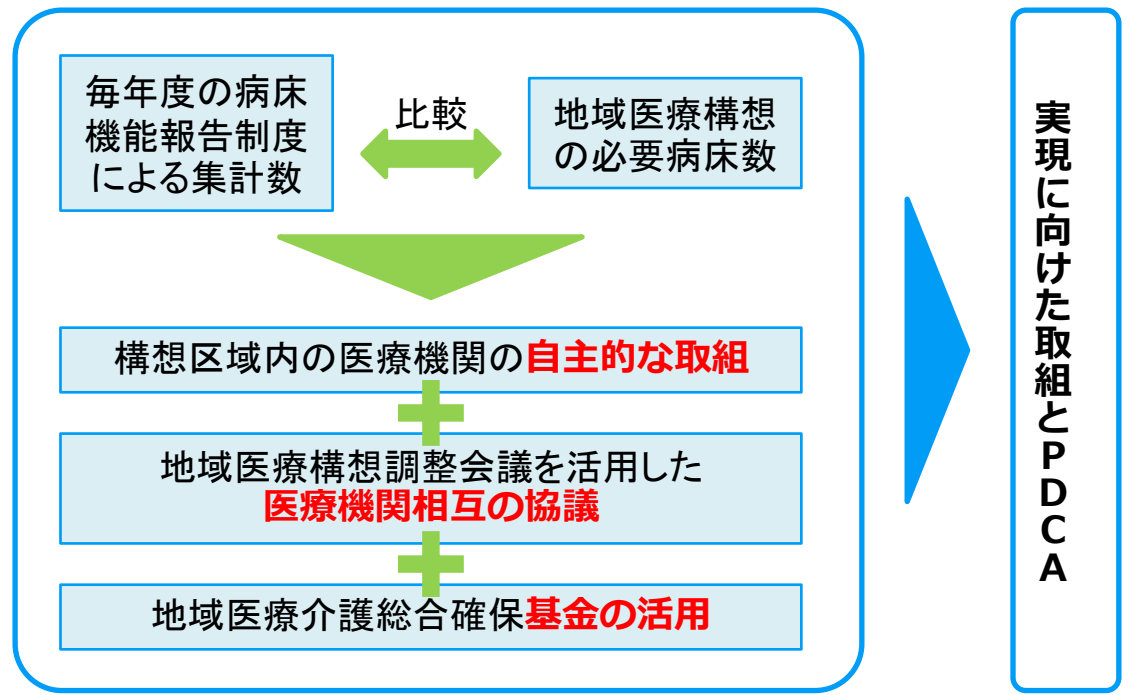 毎年度の病床
機能報告制度
による集計数
比較
地域医療構想
の必要病床数
構想区域内の医療機関の自主的な取組
地域医療構想調整会議を活用した
医療機関相互の協議
地域医療介護総合確保基金の活用
実現に向けた取組とPDCA